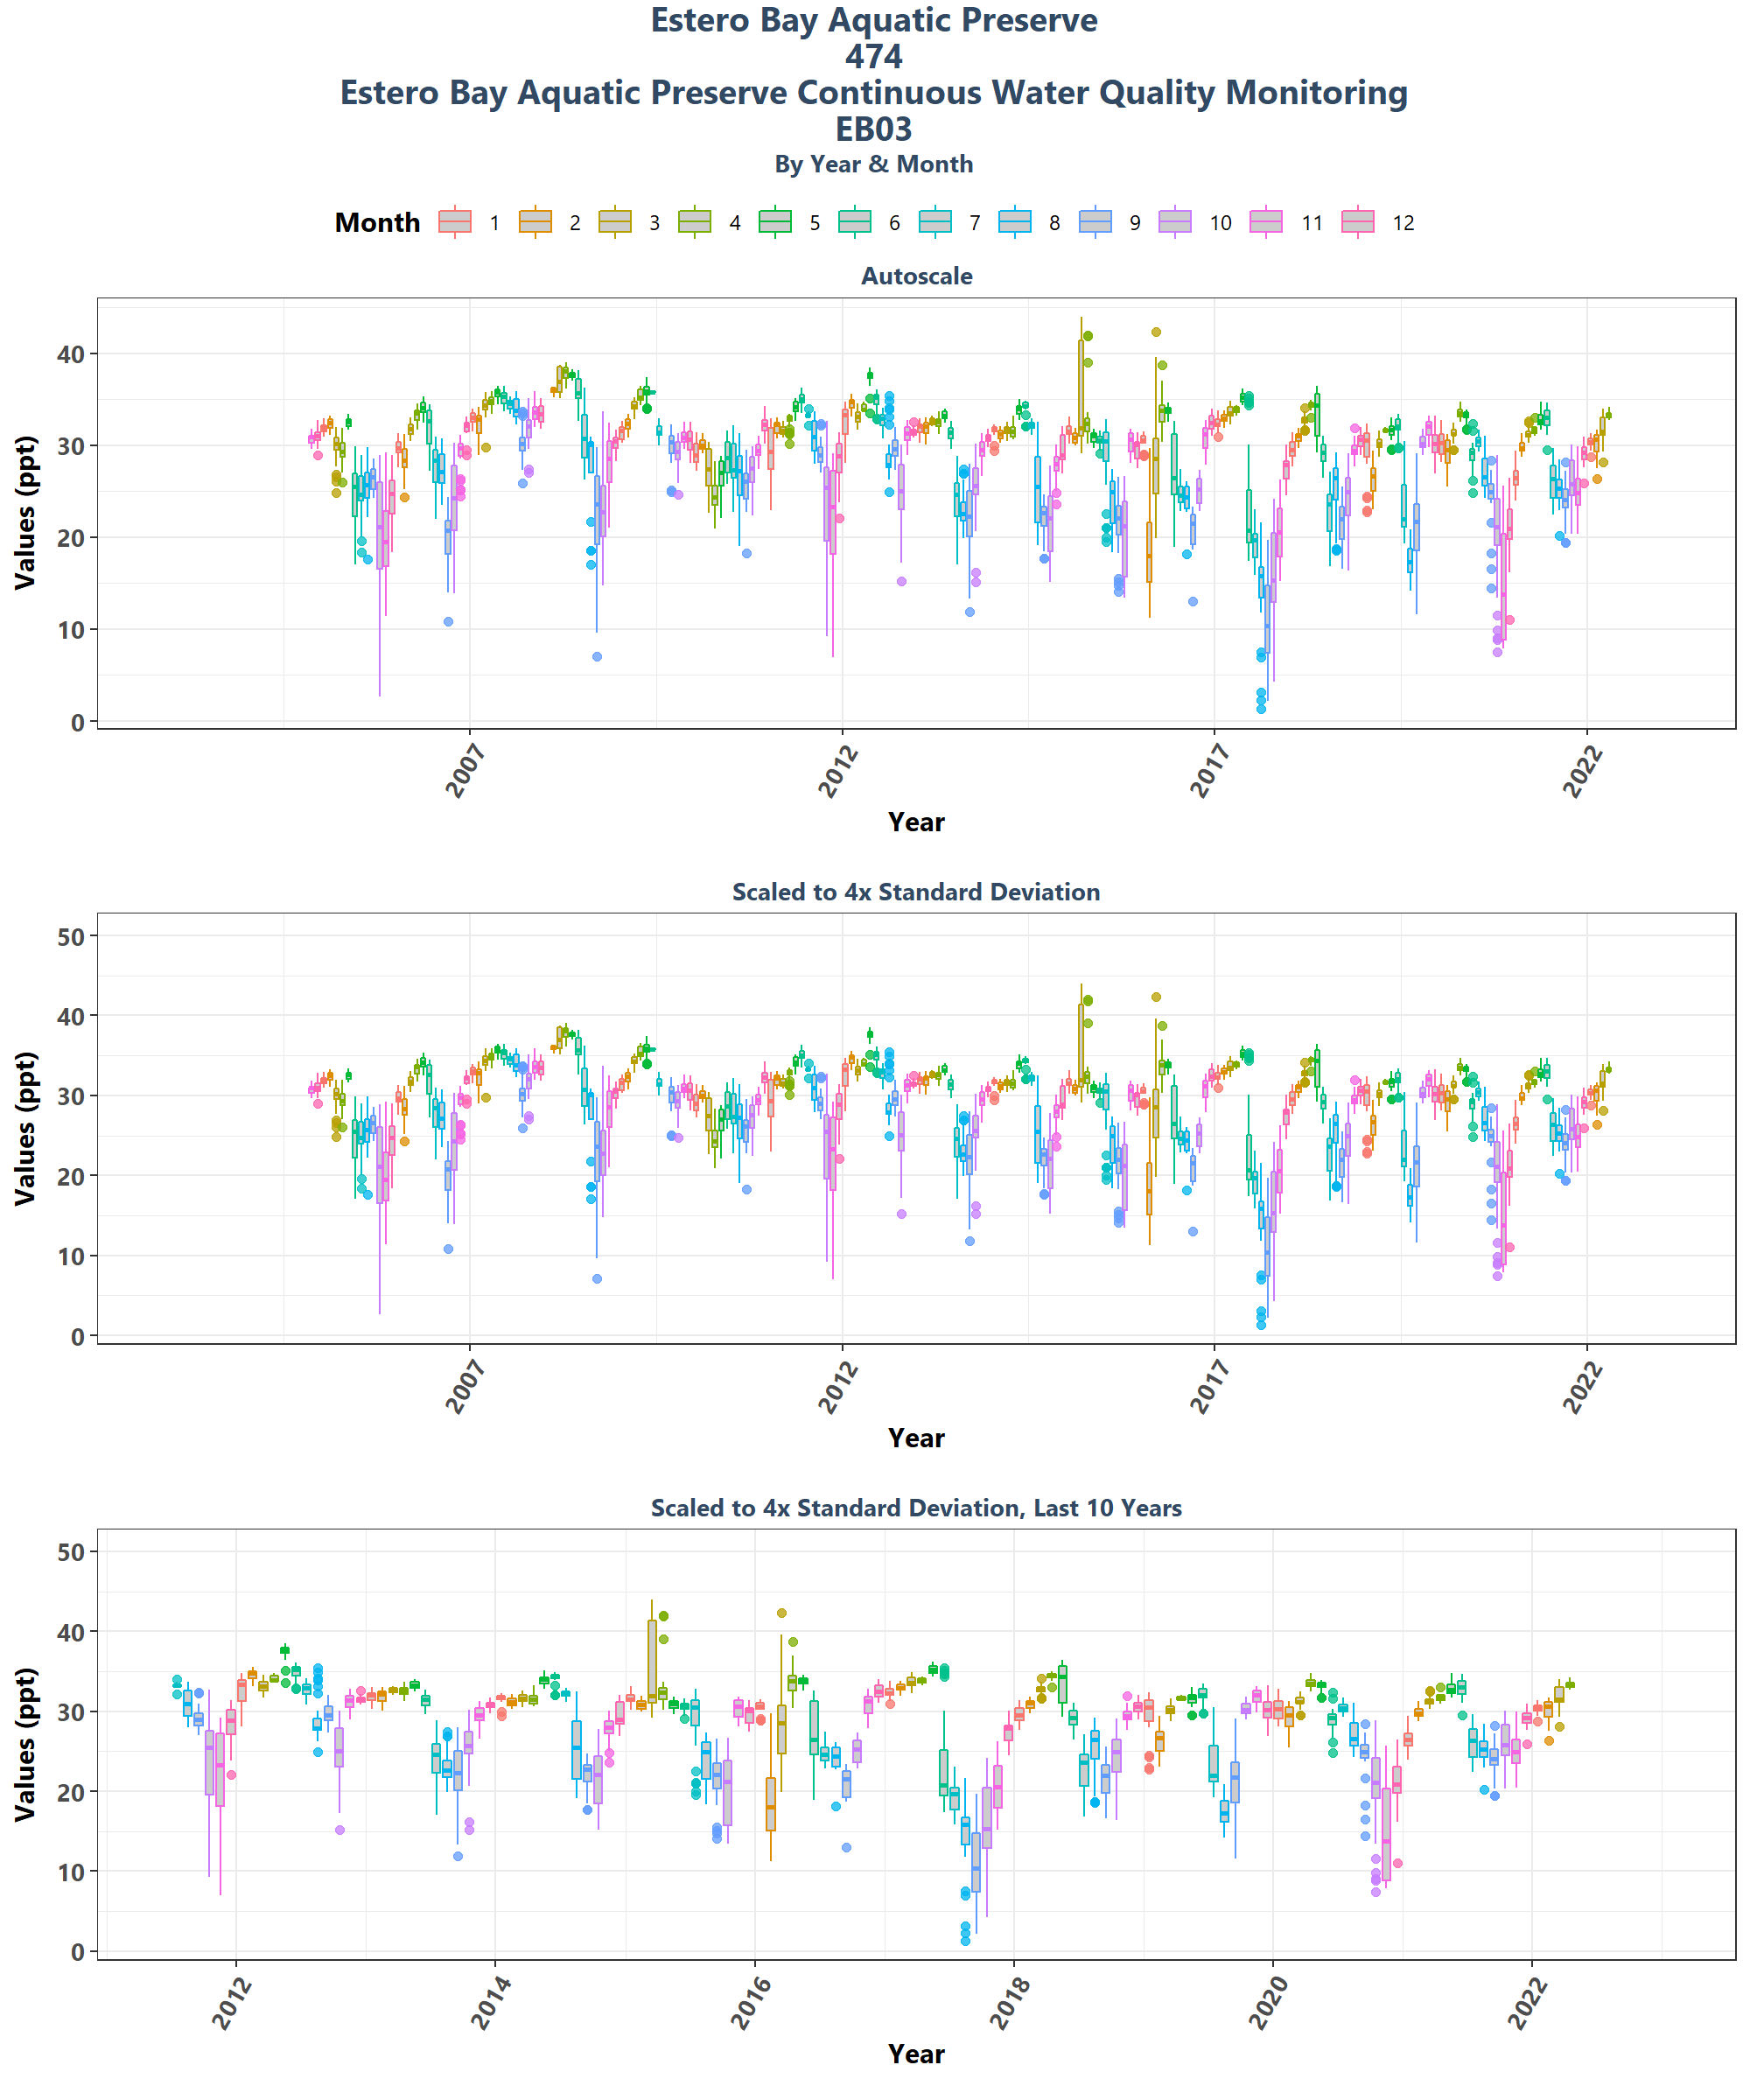 Estero Bay Aquatic Preserve
474
Estero Bay Aquatic Preserve Continuous Water Quality Monitoring
EB03
By Year & Month
Month 1 2 3 4 5 6 7 8 9 10 11 12
Autoscale
Values (ppt)
40
30
20
10
0
2007 2012 2017 2022
Year
Scaled to 4x Standard Deviation
Values (ppt)
50
40
30
20
10
0
2007 2012 2017 2022
Year
Scaled to 4x Standard Deviation, Last 10 Years
Values (ppt)
50
40
30
20
10
0
2012 2014 2016 2018 2020 2022
Year